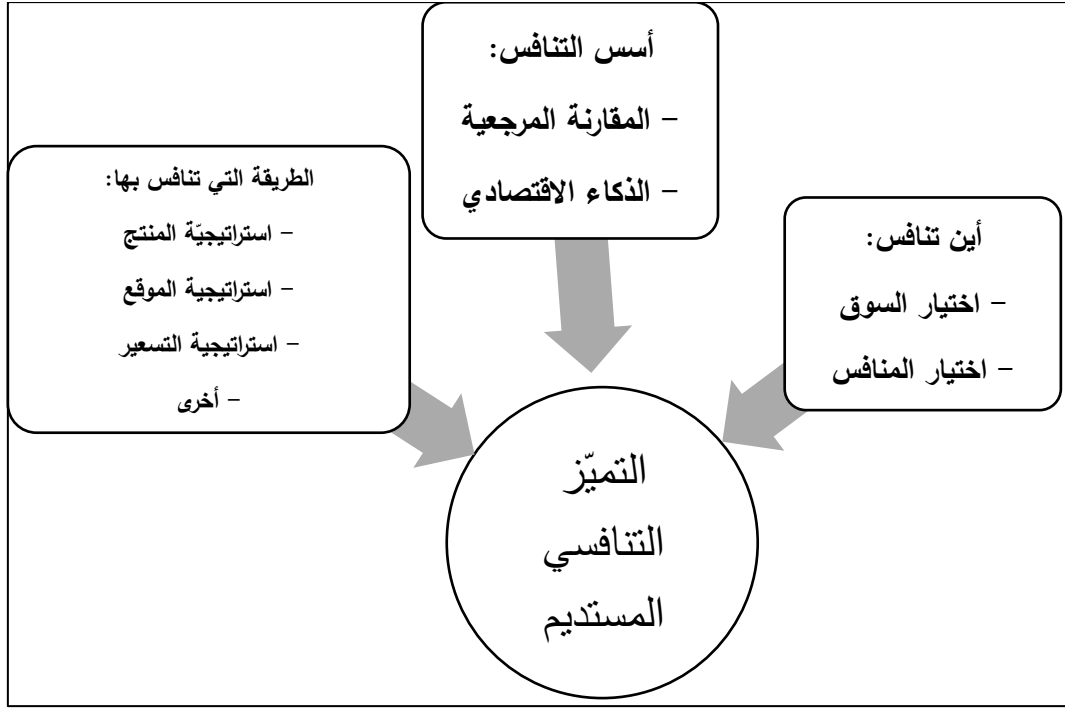 أسس التنافس:
- المقارنة المرجعية
- الذكاء الاقتصادي
أين تنافس:
- اختيار السوق
- اختيار المنافس
الطريقة التي تنافس بها:
- استراتيجيّة المنتج
- استراتيجية الموقع
- استراتيجية التسعير
- أخرى
التميّز
التنافسي
المستديم